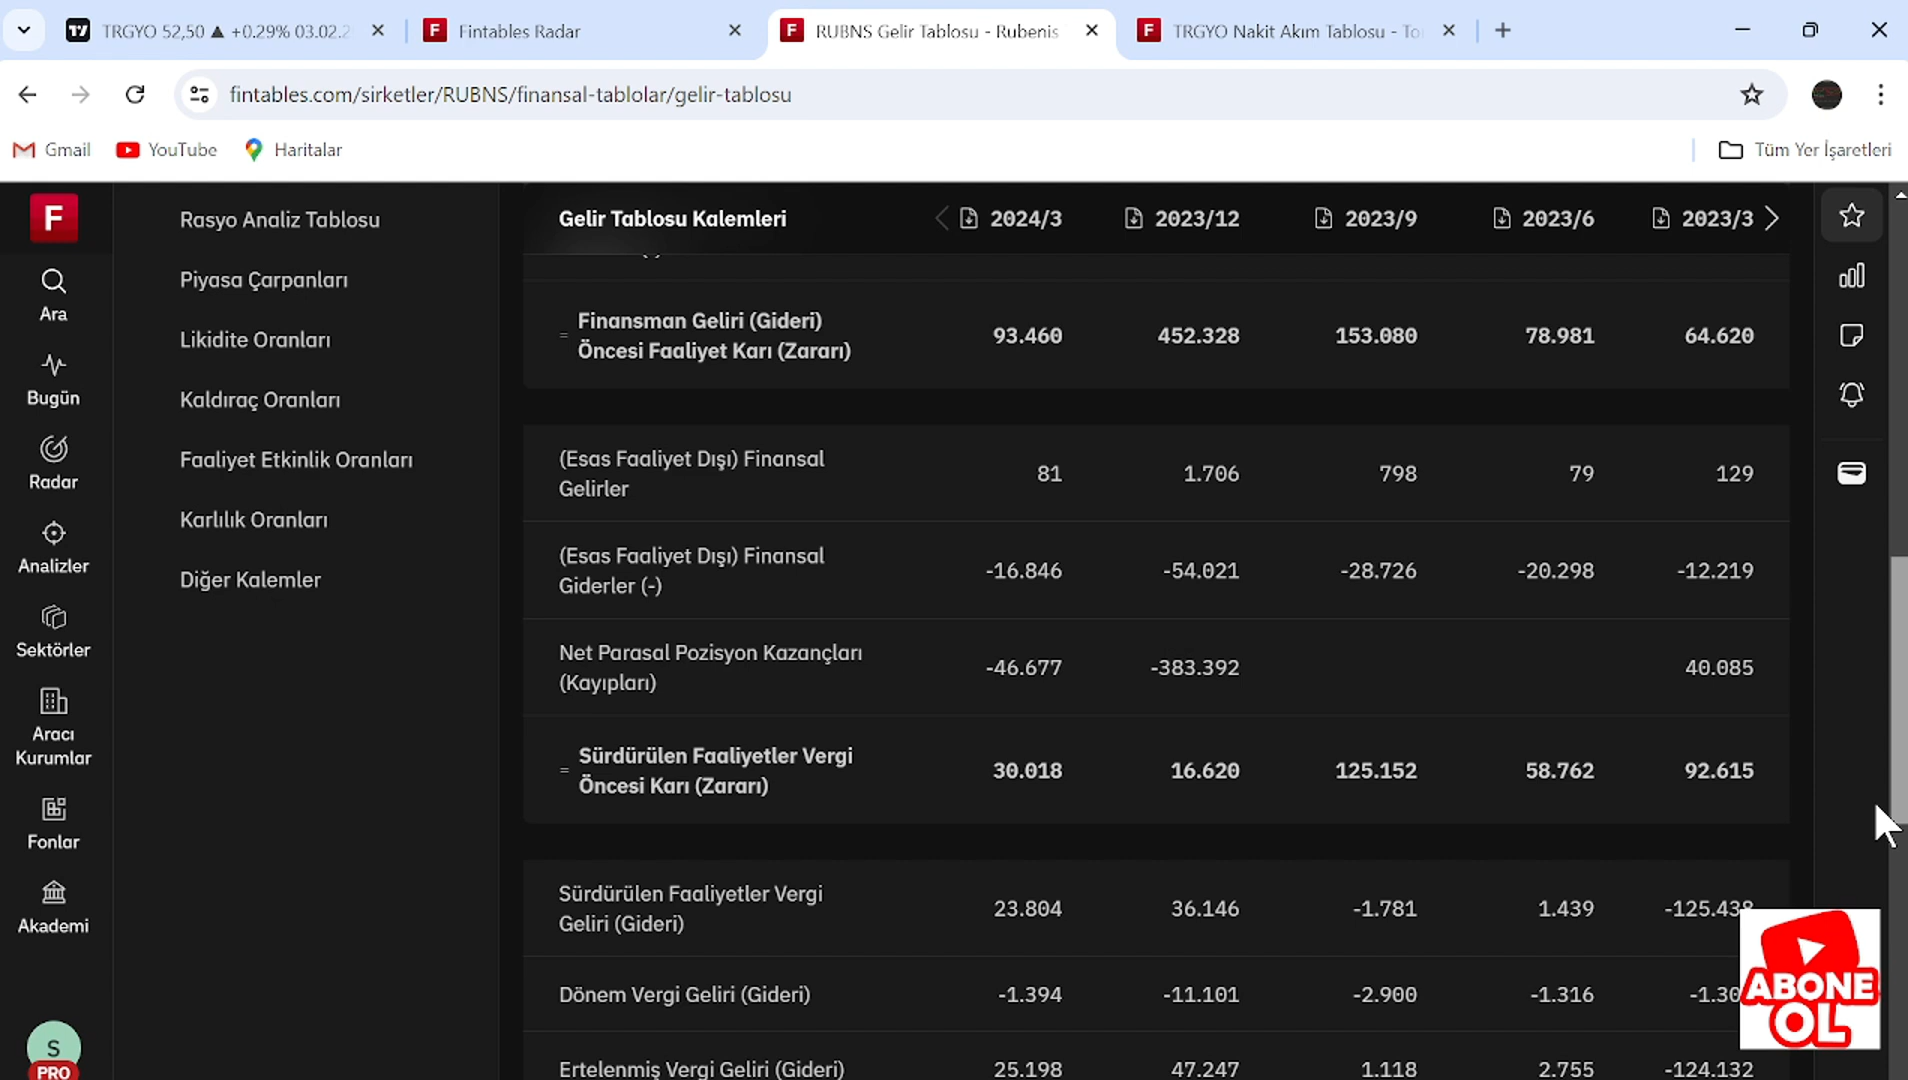 TRGYO 52,50 ▲ +0.29% 03.02.2
Fintables Radar
RUBNS Gelir Tablosu - Rubenis
TRGYO Nakit Akım Tablosu - To
fintables.com/sirketler/RUBNS/finansal-tablolar/gelir-tablosu
Gmail
YouTube
Haritalar
Tüm Yer İşaretleri
F
Ara
Bugün
Radar
Analizler
Sektörler
Aracı
Kurumlar
Fonlar
Akademi
S
PRO
Rasyo Analiz Tablosu
Piyasa Çarpanları
Likidite Oranları
Kaldıraç Oranları
Faaliyet Etkinlik Oranları
Karlılık Oranları
Diğer Kalemler
Gelir Tablosu Kalemleri 2024/3 2023/12 2023/9 2023/6 2023/3
= Finansman Geliri (Gideri)
Öncesi Faaliyet Karı (Zararı) 93.460 452.328 153.080 78.981 64.620
(Esas Faaliyet Dışı) Finansal
Gelirler 81 1.706 798 79 129
(Esas Faaliyet Dışı) Finansal
Giderler (-) -16.846 -54.021 -28.726 -20.298 -12.219
Net Parasal Pozisyon Kazançları
(Kayıpları) -46.677 -383.392 40.085
= Sürdürülen Faaliyetler Vergi
Öncesi Karı (Zararı) 30.018 16.620 125.152 58.762 92.615
Sürdürülen Faaliyetler Vergi
Geliri (Gideri) 23.804 36.146 -1.781 1.439 -125.438
Dönem Vergi Geliri (Gideri) -1.394 -11.101 -2.900 -1.316 -1.30
Ertelenmiş Vergi Geliri (Gideri) 25.198 47.247 1.118 2.755 -124.132
ABONE
OL